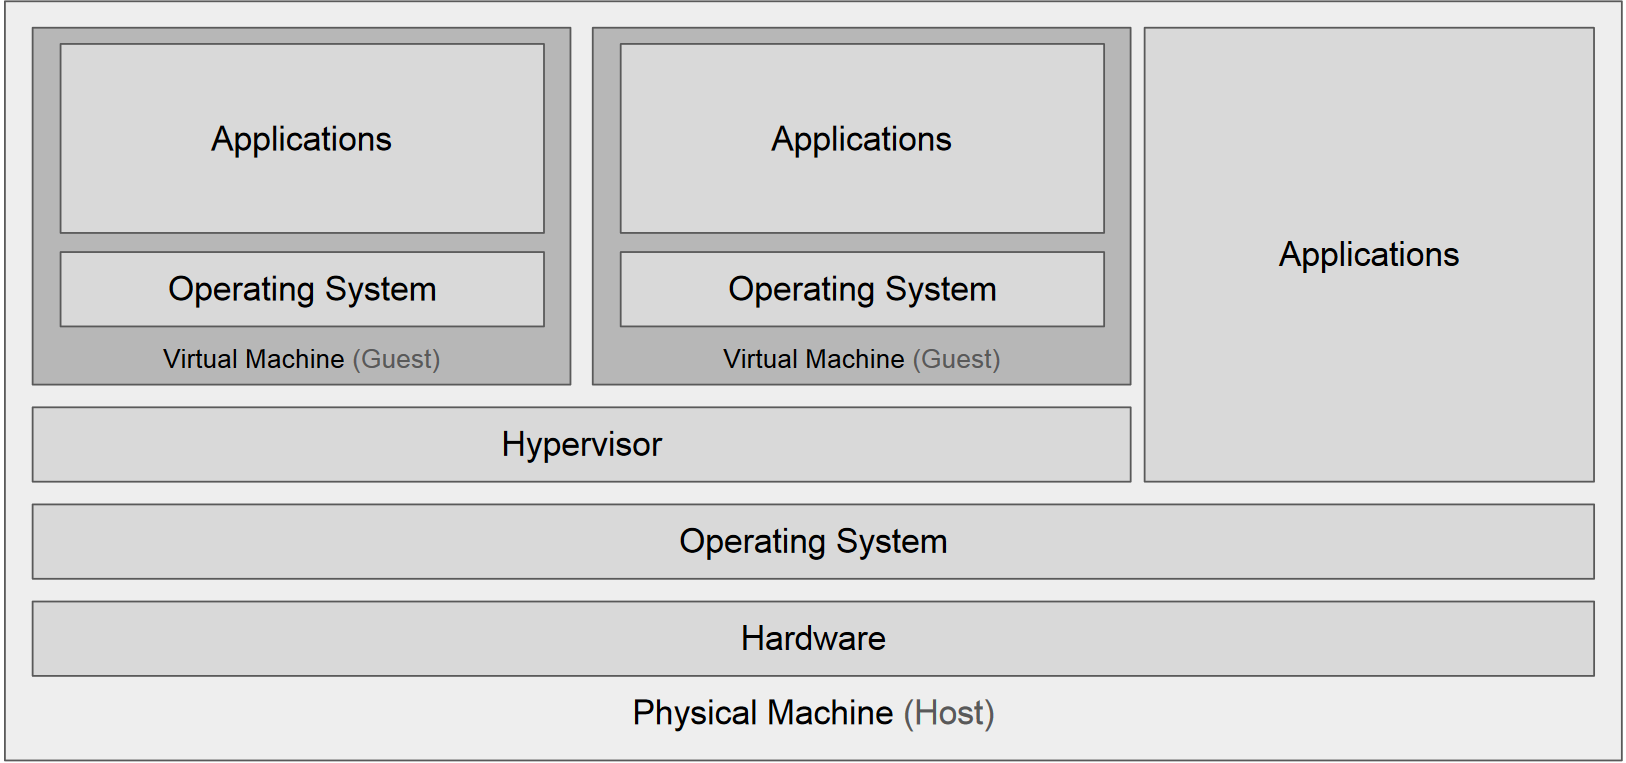 Applications
Operating System
Virtual Machine (Guest)
Applications
Operating System
Virtual Machine (Guest)
Applications
Hypervisor
Operating System
Hardware
Physical Machine (Host)